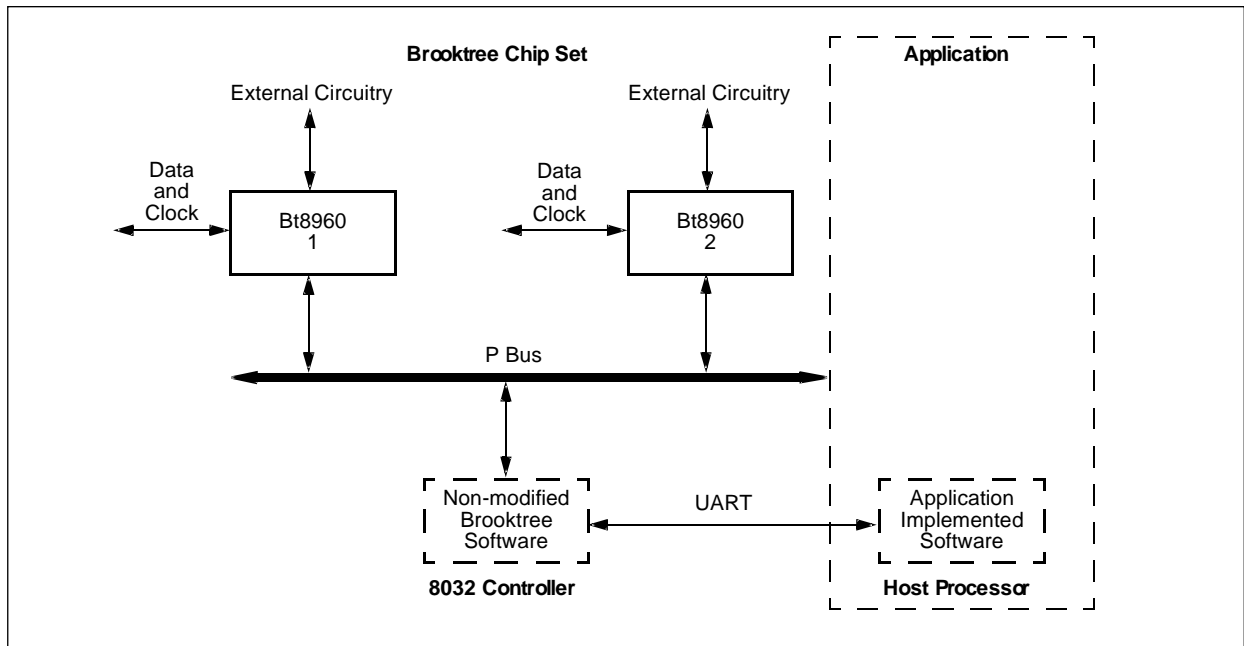 Brooktree Chip Set
Application
External Circuitry
External Circuitry
Data
and
Clock
Bt8960
1
Data
and
Clock
Bt8960
2
P Bus
Non-modified
Brooktree
Software
UART
Application
Implemented
Software
8032 Controller
Host Processor